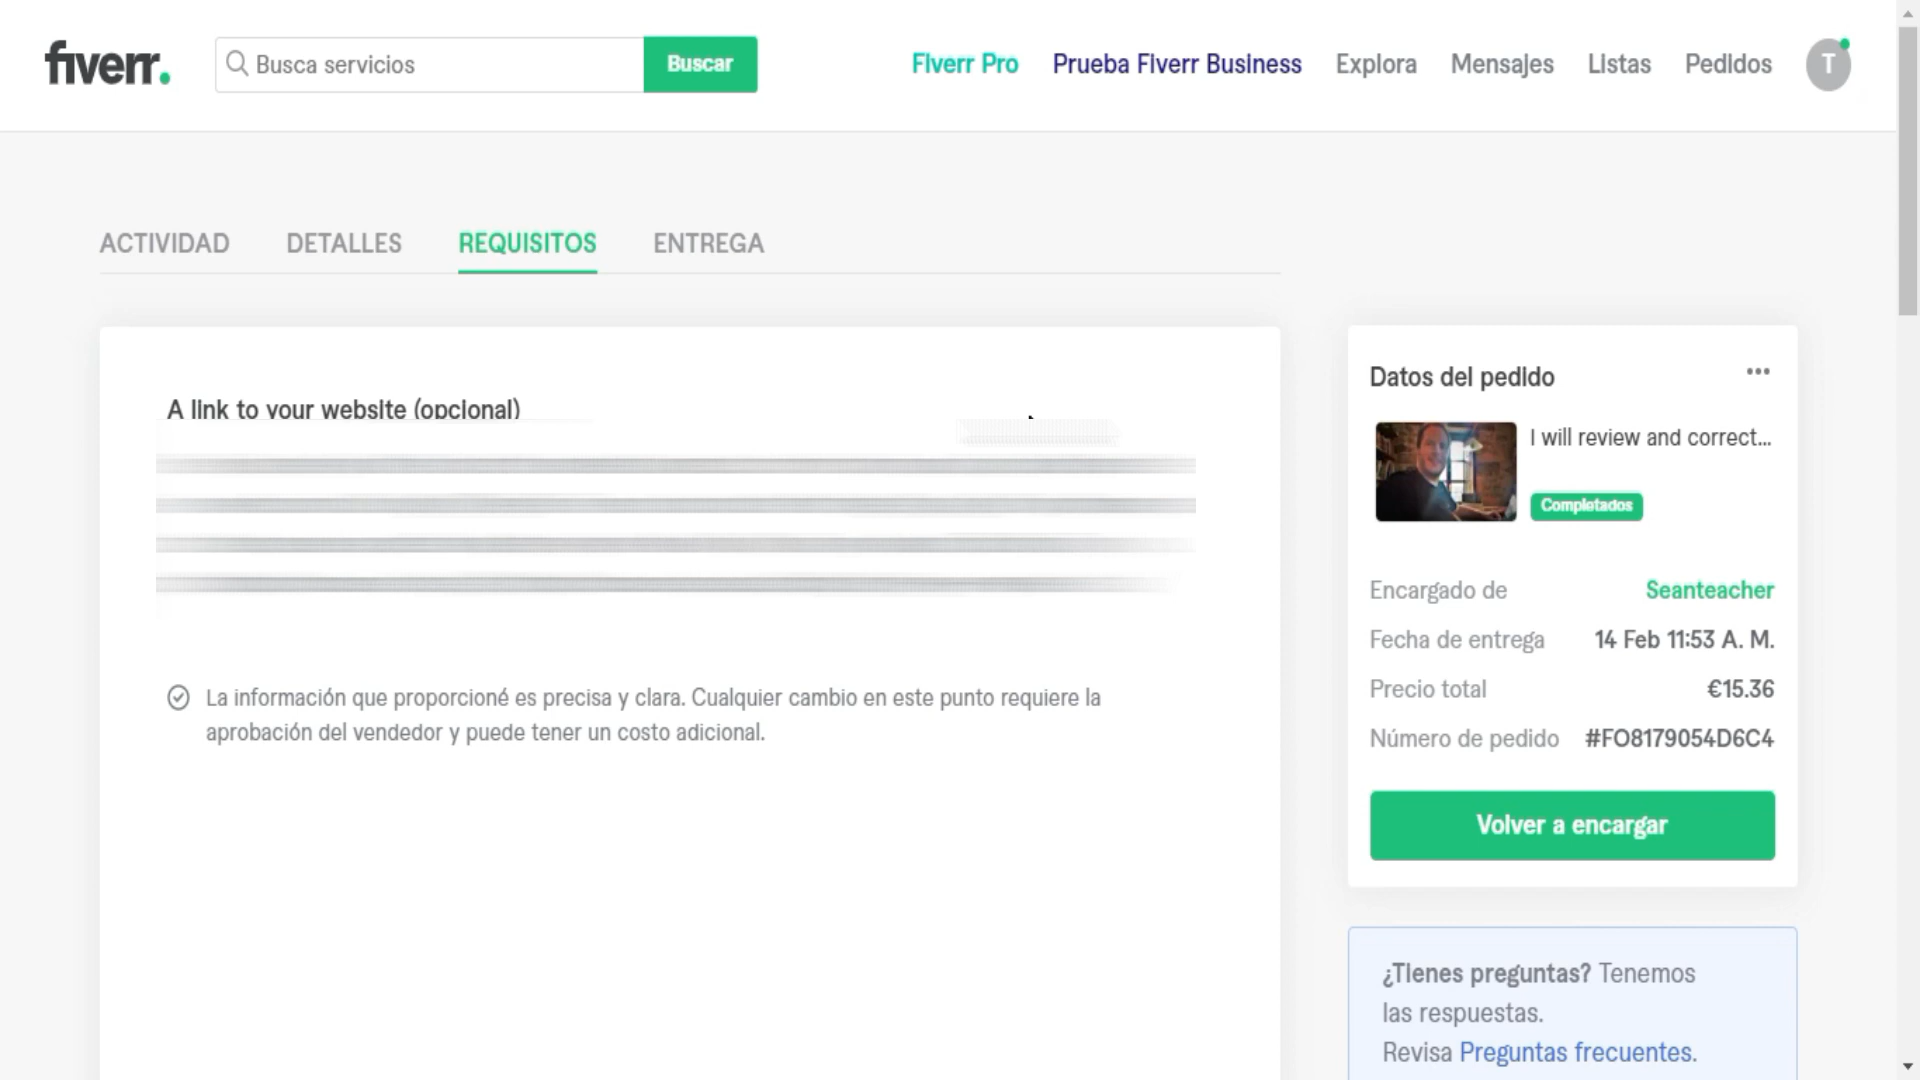 fiverr.
Busca servicios
Buscar
Fiverr Pro
Prueba Fiverr Business
Explora
Mensajes
Listas
Pedidos
T
ACTIVIDAD
DETALLES
REQUISITOS
ENTREGA
A link to your website (opcional)
La información que proporcioné es precisa y clara. Cualquier cambio en este punto requiere la
aprobación del vendedor y puede tener un costo adicional.
Datos del pedido
I will review and correct...
Completados
Encargado de Seanteacher
Fecha de entrega 14 Feb 11:53 A. M.
Precio total €15.36
Número de pedido #FO8179054D6C4
Volver a encargar
¿Tienes preguntas? Tenemos
las respuestas.
Revisa Preguntas frecuentes.